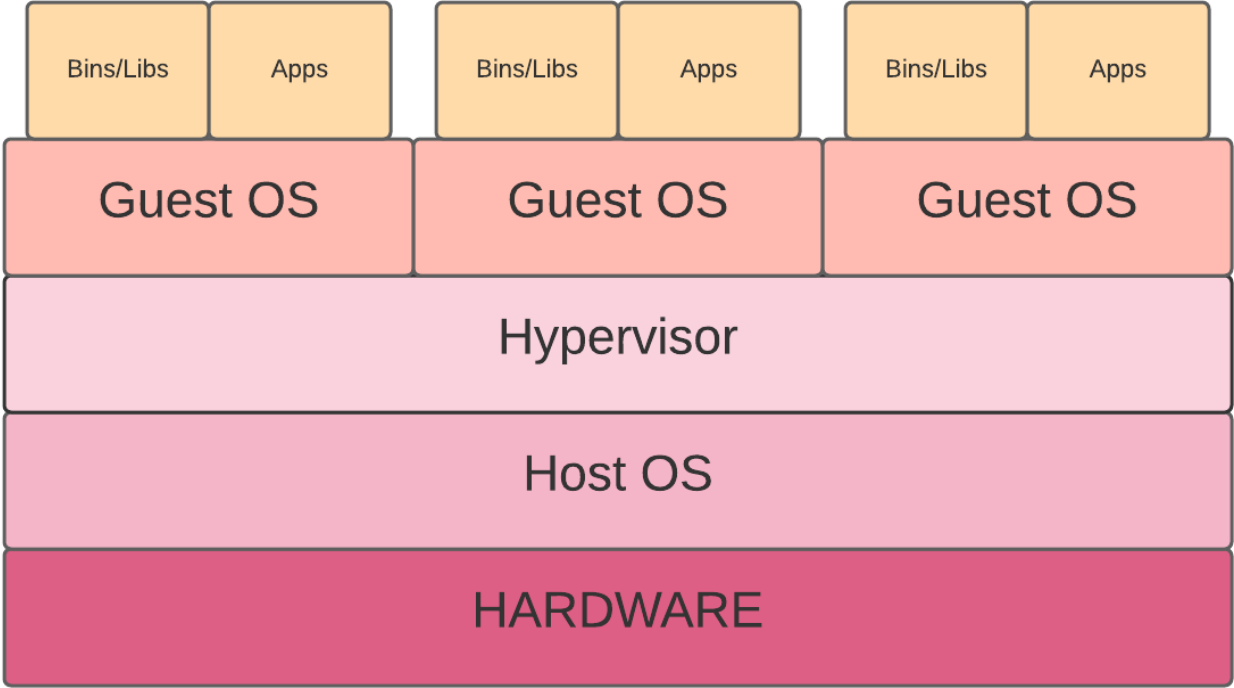 Bins/Libs
Apps
Bins/Libs
Apps
Bins/Libs
Apps
Guest OS
Guest OS
Guest OS
Hypervisor
Host OS
HARDWARE